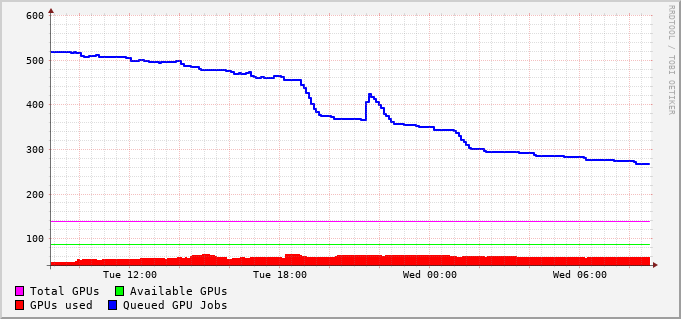 RRDTOOL / TOBI OETIKER
600
500
400
300
200
100
Tue 12:00 Tue 18:00 Wed 00:00 Wed 06:00
Total GPUs Available GPUs
GPUs used Queued GPU Jobs